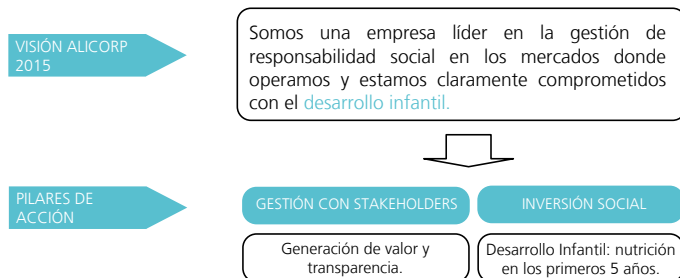 VISIÓN ALICORP
2015
Somos una empresa líder en la gestión de
responsabilidad social en los mercados donde
operamos y estamos claramente comprometidos
con el desarrollo infantil.
PILARES DE
ACCIÓN
GESTIÓN CON STAKEHOLDERS
INVERSIÓN SOCIAL
Generación de valor y
transparencia.
Desarrollo Infantil: nutrición
en los primeros 5 años.